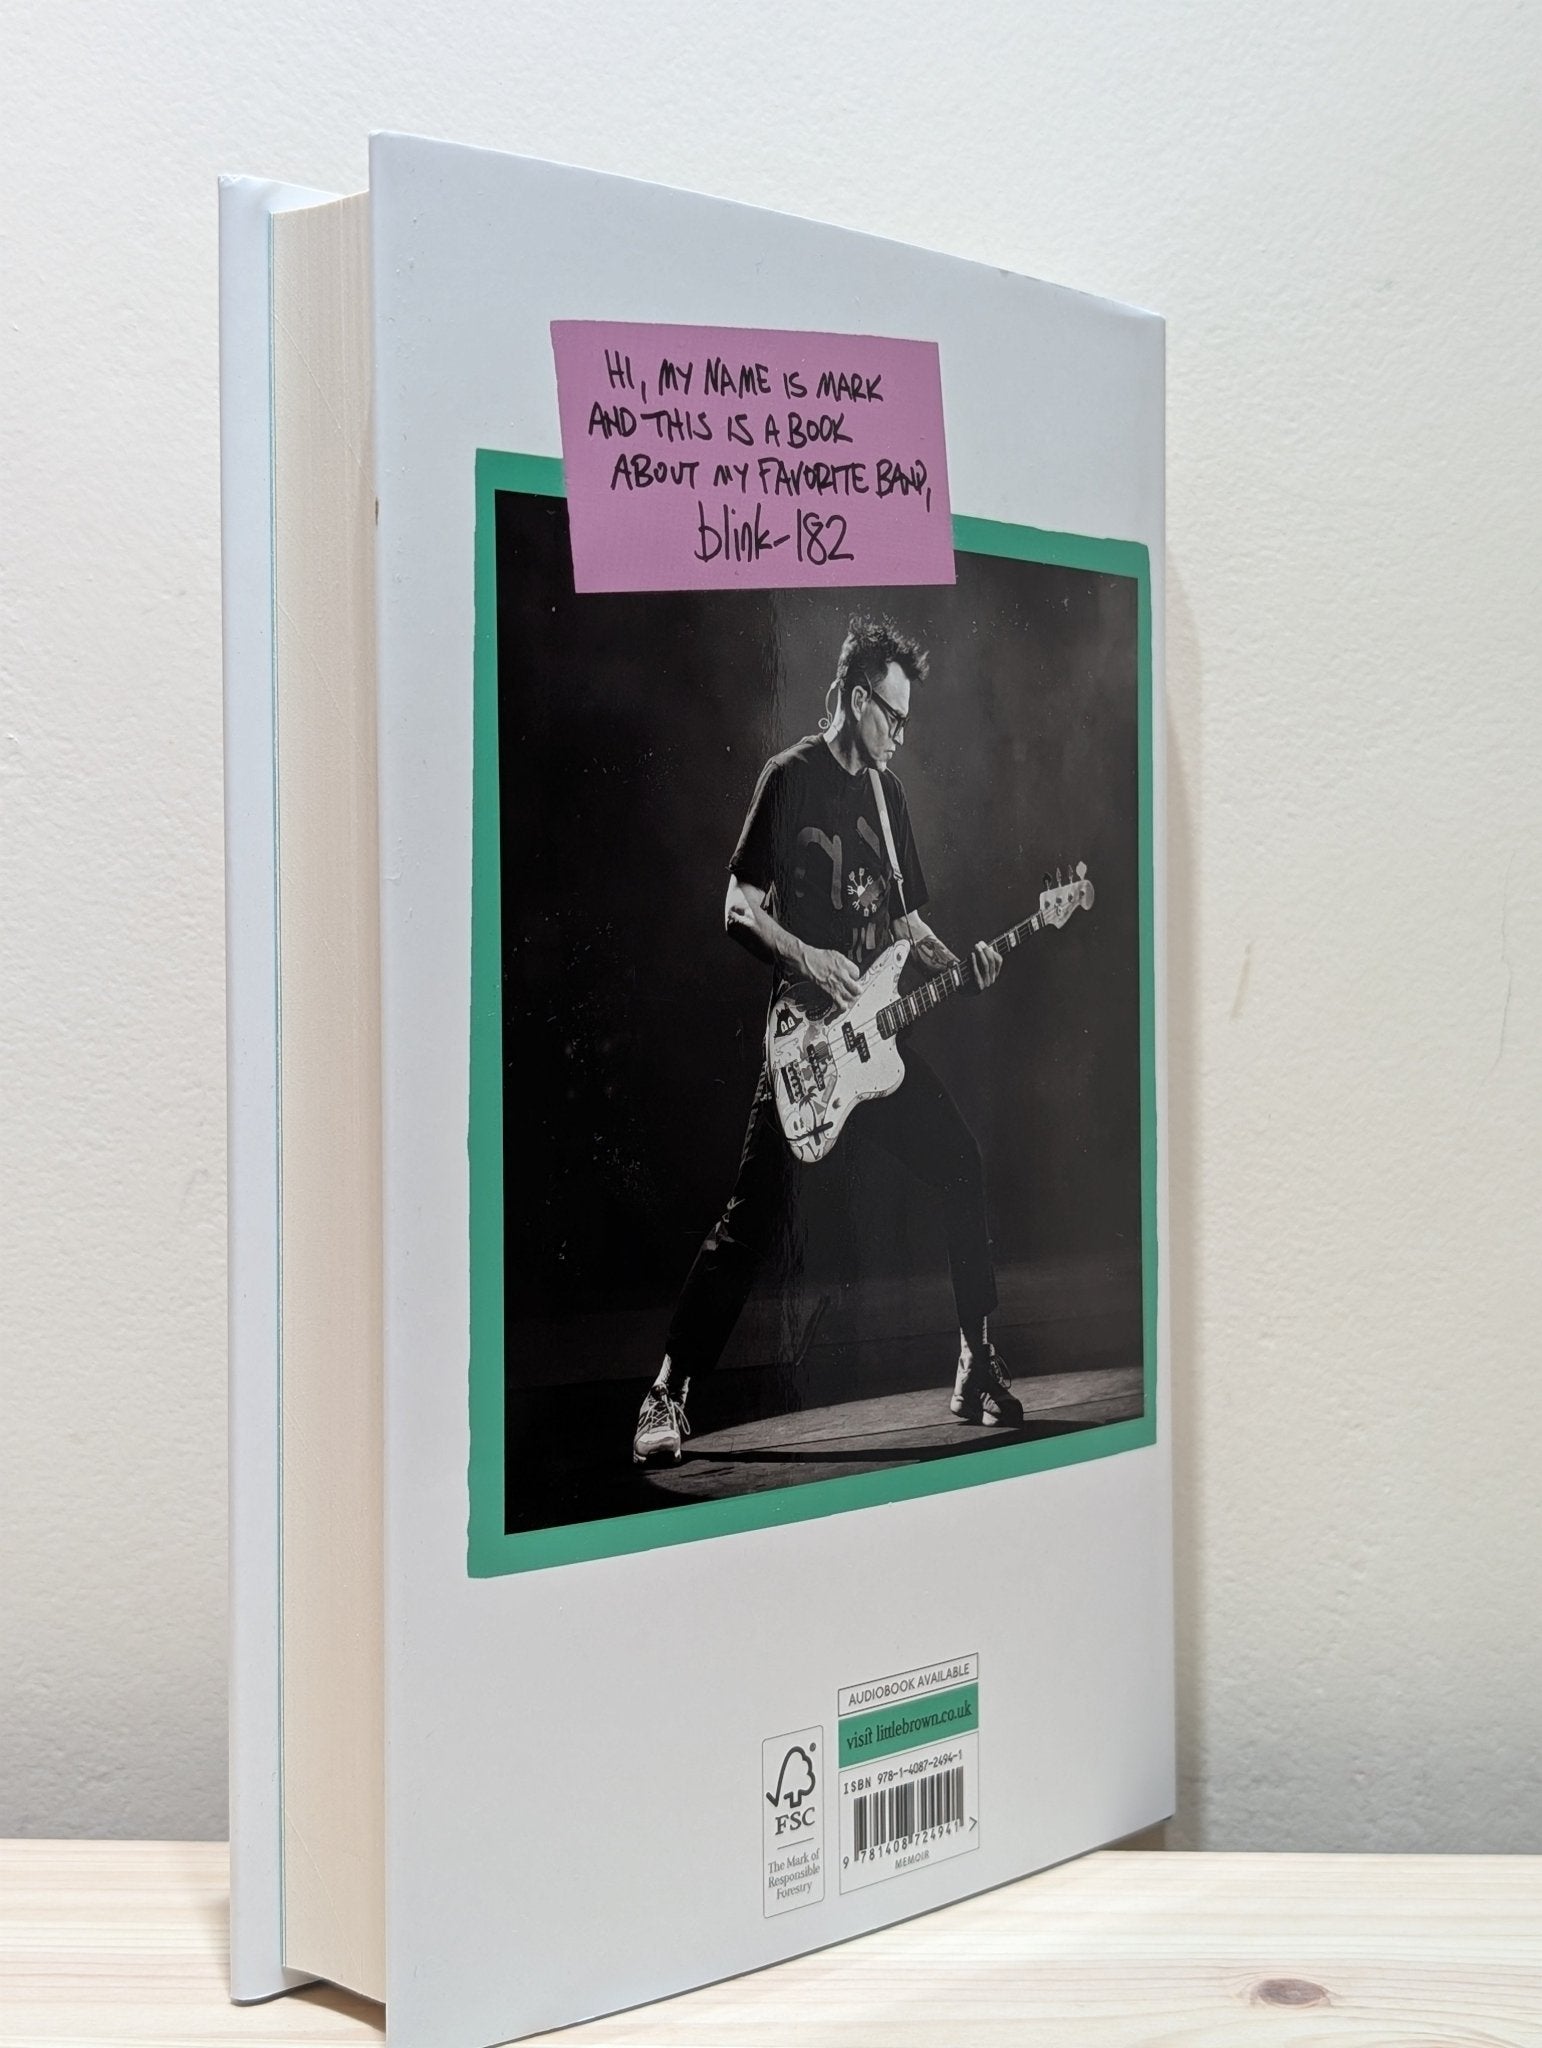 HI, MY NAME IS MARK
AND THIS IS A BOOK
ABOUT MY FAVORITE BAND,
blink-182
AUDIOBOOK AVAILABLE
visit littlebrown.co.uk
ISBN 978-1-4087-2494-1
9 781408 724941 >
MEMOIR
FSC
The Mark of
Responsible
Forestry